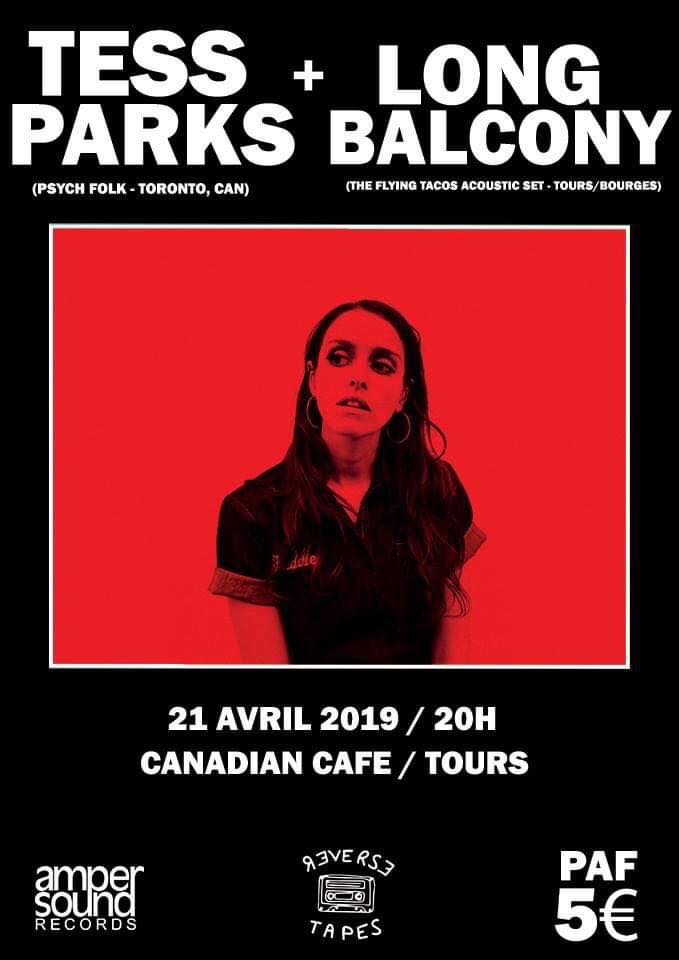 TESS + LONG
PARKS BALCONY
(PSYCH FOLK - TORONTO, CAN)
(THE FLYING TACOS ACOUSTIC SET - TOURS/BOURGES)
21 AVRIL 2019 / 20H
CANADIAN CAFE / TOURS
amper
sound
RECORDS
REVERSE
TAPES
PAF
5€